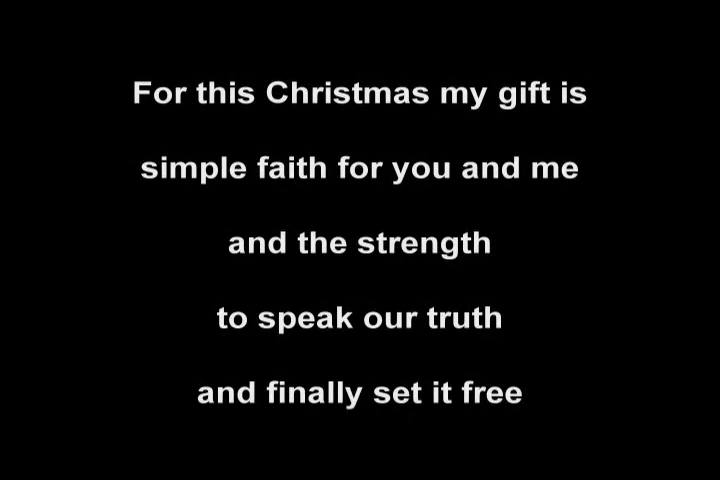 For this Christmas my gift is
simple faith for you and me
and the strength
to speak our truth
and finally set it free